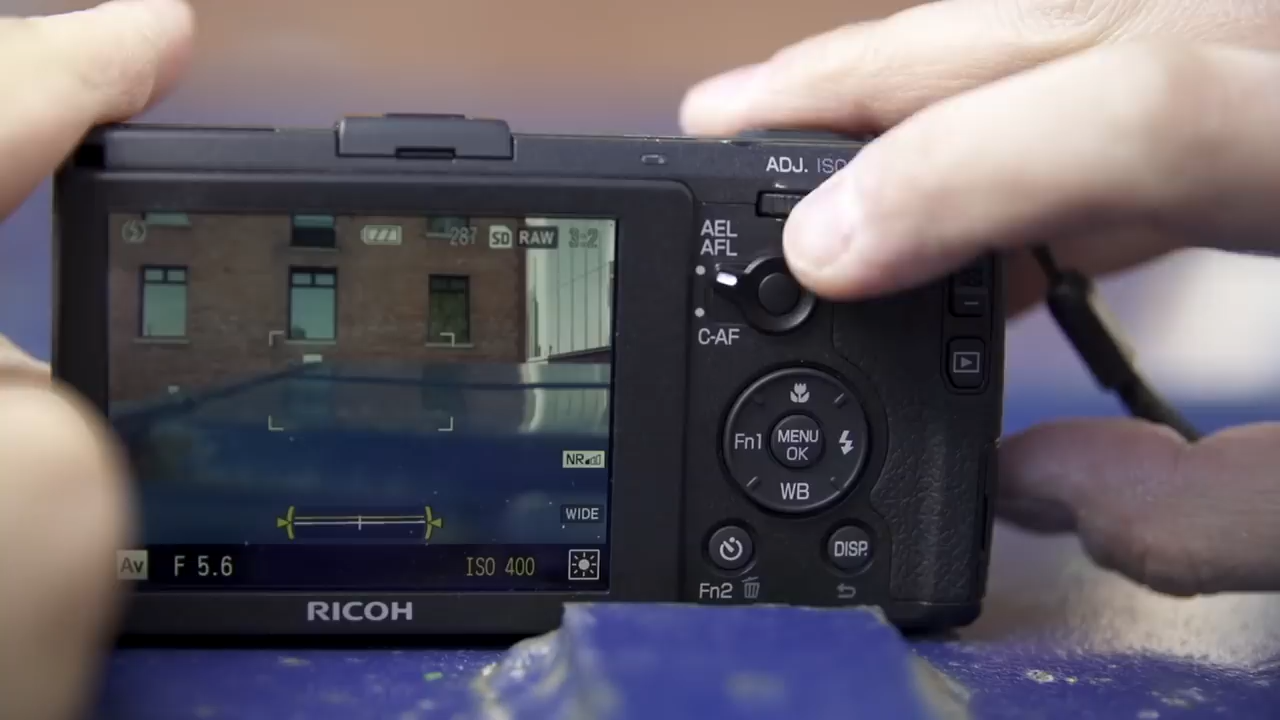 ADJ. ISO
AEL
AFL
287 SD RAW 3:2
C-AF
Fn1 MENU
OK
WB
NR
WIDE
Av F 5.6 ISO 400
DISP.
Fn2
RICOH